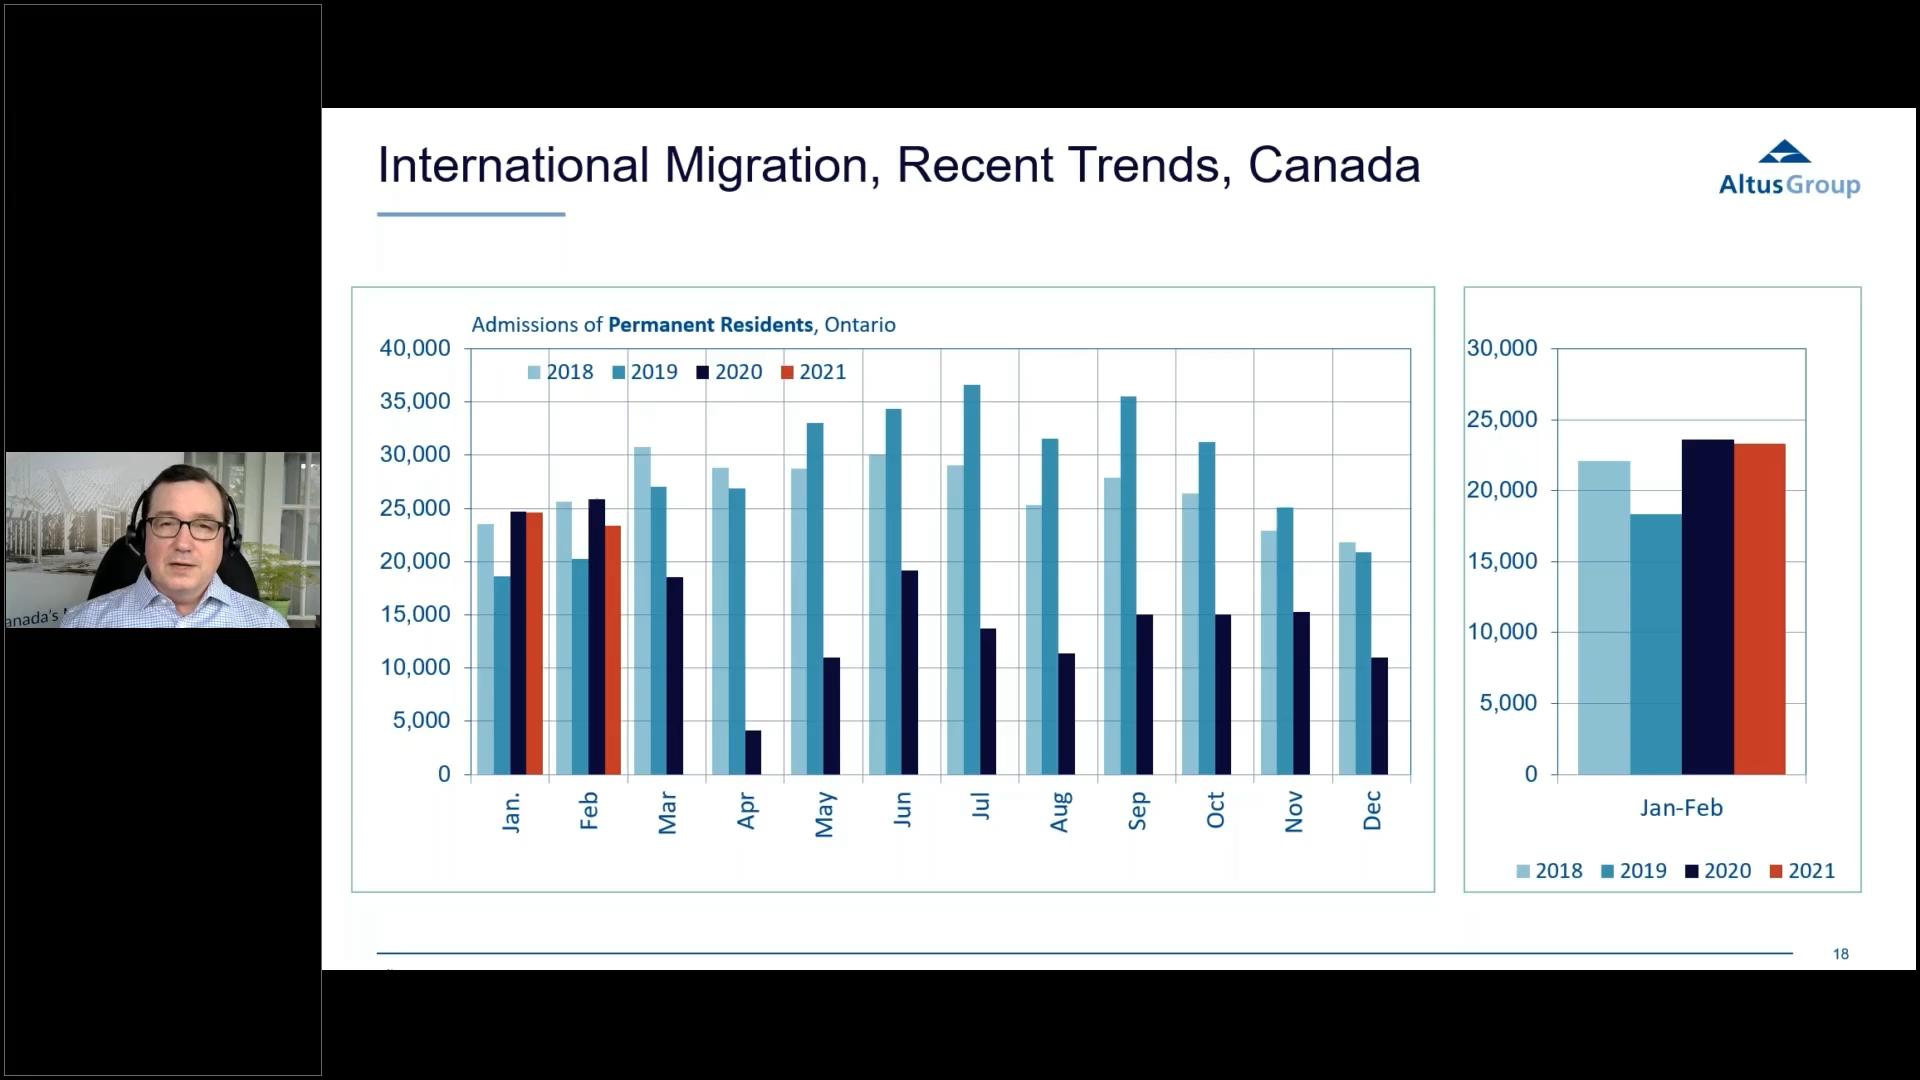 International Migration, Recent Trends, Canada
AltusGroup
Admissions of Permanent Residents, Ontario
2018 2019 2020 2021
40,000
35,000
30,000
25,000
20,000
15,000
10,000
5,000
0
Jan. Feb Mar Apr May Jun Jul Aug Sep Oct Nov Dec
30,000
25,000
20,000
15,000
10,000
5,000
0
Jan-Feb
2018 2019 2020 2021
anada's
18